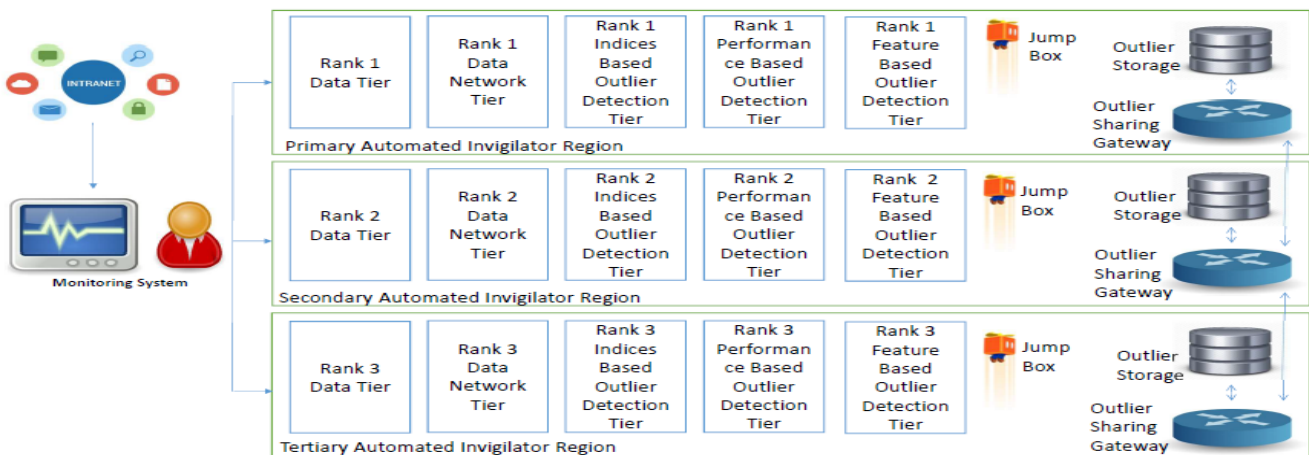 INTRANET
Monitoring System
Rank 1
Data Tier
Rank 1
Data
Network
Tier
Rank 1
Indices
Based
Outlier
Detection
Tier
Rank 1
Performan
ce Based
Outlier
Detection
Tier
Rank 1
Feature
Based
Outlier
Detection
Tier
Jump
Box
Outlier
Storage
Outlier
Sharing
Gateway
Primary Automated Invigilator Region
Rank 2
Data Tier
Rank 2
Data
Network
Tier
Rank 2
Indices
Based
Outlier
Detection
Tier
Rank 2
Performan
ce Based
Outlier
Detection
Tier
Rank 2
Feature
Based
Outlier
Detection
Tier
Jump
Box
Outlier
Storage
Outlier
Sharing
Gateway
Secondary Automated Invigilator Region
Rank 3
Data Tier
Rank 3
Data
Network
Tier
Rank 3
Indices
Based
Outlier
Detection
Tier
Rank 3
Performan
ce Based
Outlier
Detection
Tier
Rank 3
Feature
Based
Outlier
Detection
Tier
Jump
Box
Outlier
Storage
Outlier
Sharing
Gateway
Tertiary Automated Invigilator Region